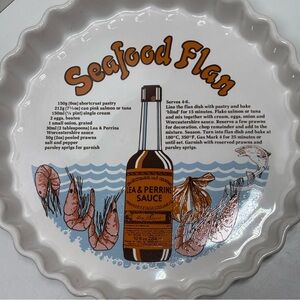 Seafood Flan
150g (6oz) shortcrust pastry
213g (7½oz) can pink salmon or tuna
150ml (¼ pint) single cream
2 eggs, beaten
1 small onion, grated
30ml (2 tablespoons) Lea & Perrins
Worcestershire sauce
50g (2oz) peeled prawns
salt and pepper
parsley sprigs for garnish
Serves 4-6.
Line the flan dish with pastry and bake
'blind' for 15 minutes. Flake salmon or tuna
and mix together with cream, eggs, onion and
Worcestershire sauce. Reserving a few prawns
for decoration, chop remainder and add to the
mixture. Season. Turn into flan dish and bake at
180°C, 350°F, Gas Mark 4 for 35 minutes or
until set. Garnish with reserved prawns and
parsley sprigs.
LEA & PERRINS
SAUCE